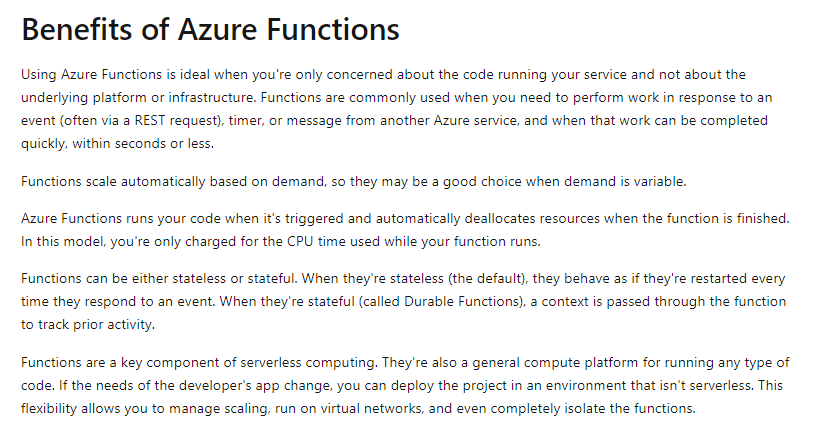 Benefits of Azure Functions
Using Azure Functions is ideal when you're only concerned about the code running your service and not about the
underlying platform or infrastructure. Functions are commonly used when you need to perform work in response to an
event (often via a REST request), timer, or message from another Azure service, and when that work can be completed
quickly, within seconds or less.
Functions scale automatically based on demand, so they may be a good choice when demand is variable.
Azure Functions runs your code when it's triggered and automatically deallocates resources when the function is finished.
In this model, you're only charged for the CPU time used while your function runs.
Functions can be either stateless or stateful. When they're stateless (the default), they behave as if they're restarted every
time they respond to an event. When they're stateful (called Durable Functions), a context is passed through the function
to track prior activity.
Functions are a key component of serverless computing. They're also a general compute platform for running any type of
code. If the needs of the developer's app change, you can deploy the project in an environment that isn't serverless. This
flexibility allows you to manage scaling, run on virtual networks, and even completely isolate the functions.